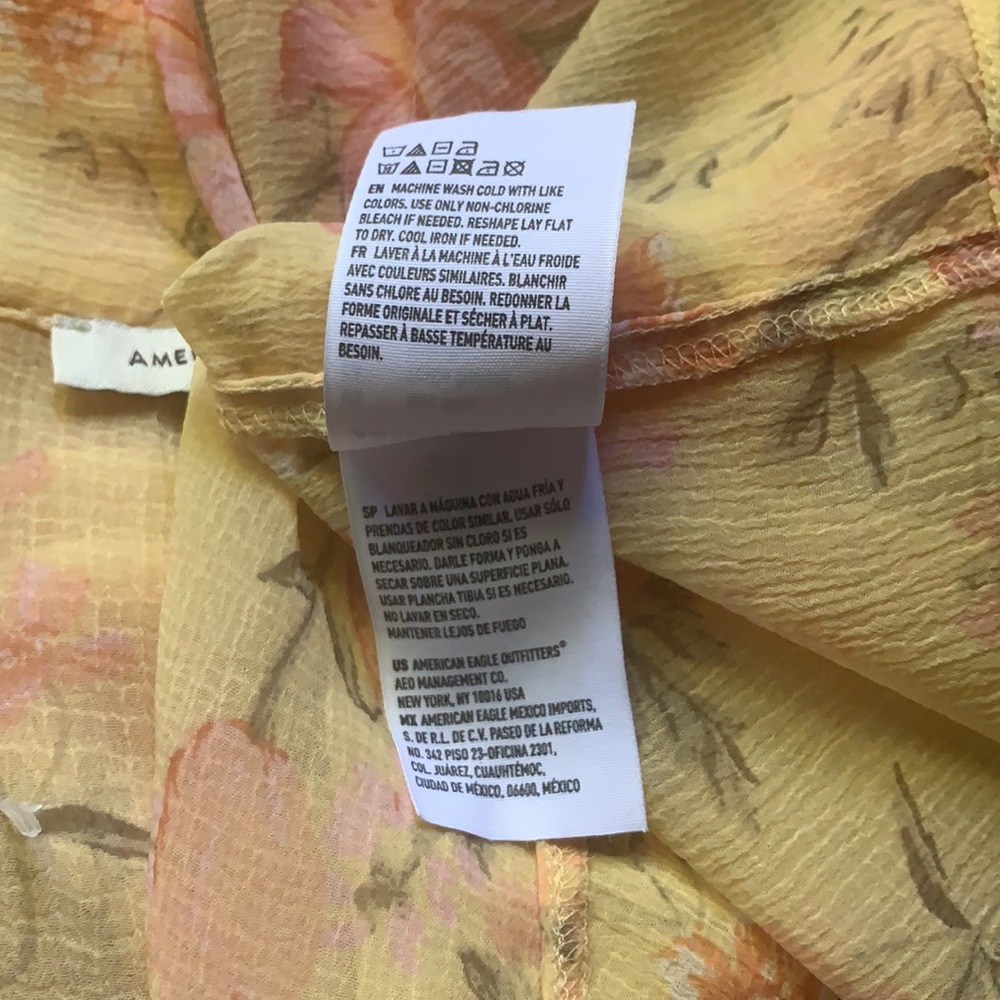 EN MACHINE WASH COLD WITH LIKE
COLORS. USE ONLY NON-CHLORINE
BLEACH IF NEEDED. RESHAPE LAY FLAT
TO DRY. COOL IRON IF NEEDED.
FR LAVER À LA MACHINE À L'EAU FROIDE
AVEC COULEURS SIMILAIRES. BLANCHIR
SANS CHLORE AU BESOIN. REDONNER LA
FORME ORIGINALE ET SÉCHER À PLAT.
REPASSER À BASSE TEMPÉRATURE AU
BESOIN.
AME
SP LAVAR A MÁQUINA CON AGUA FRÍA Y
PRENDAS DE COLOR SIMILAR. USAR SÓLO
BLANQUEADOR SIN CLORO SI ES
NECESARIO. DARLE FORMA Y PONGA A
SECAR SOBRE UNA SUPERFICIE PLANA.
USAR PLANCHA TIBIA SI ES NECESARIO.
NO LAVAR EN SECO.
MANTENER LEJOS DE FUEGO
US AMERICAN EAGLE OUTFITTERS®
AEO MANAGEMENT CO.
NEW YORK, NY 10016 USA
MX AMERICAN EAGLE MEXICO IMPORTS,
S. DE R.L. DE C.V. PASEO DE LA REFORMA
NO. 342 PISO 23-OFICINA 2301,
COL. JUÁREZ, CUAUHTÉMOC,
CIUDAD DE MÉXICO, 06600, MÉXICO